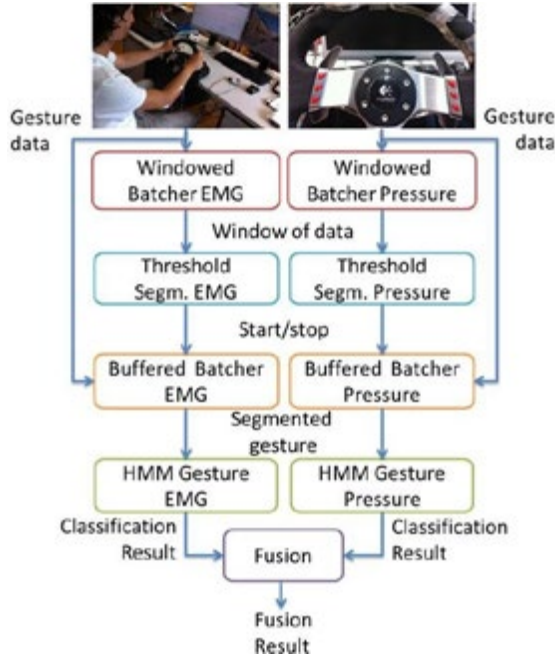 Gesture
data
Gesture
data
Windowed
Batcher EMG
Windowed
Batcher Pressure
Window of data
Threshold
Segm. EMG
Threshold
Segm. Pressure
Start/stop
Buffered Batcher
EMG
Buffered Batcher
Pressure
Segmented
gesture
HMM Gesture
EMG
HMM Gesture
Pressure
Classification
Result
Classification
Result
Fusion
Fusion
Result